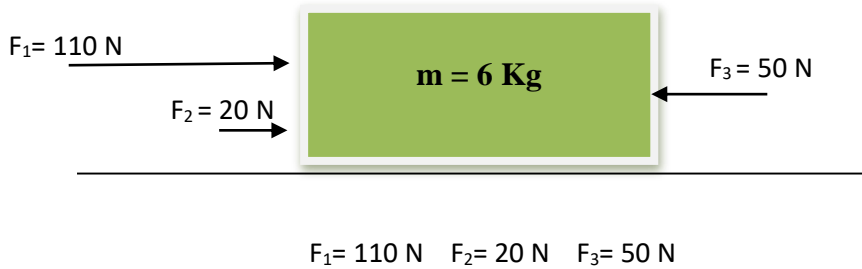 F₁= 110 N
m = 6 Kg
F₃ = 50 N
F₂ = 20 N
F₁= 110 N F₂= 20 N F₃= 50 N